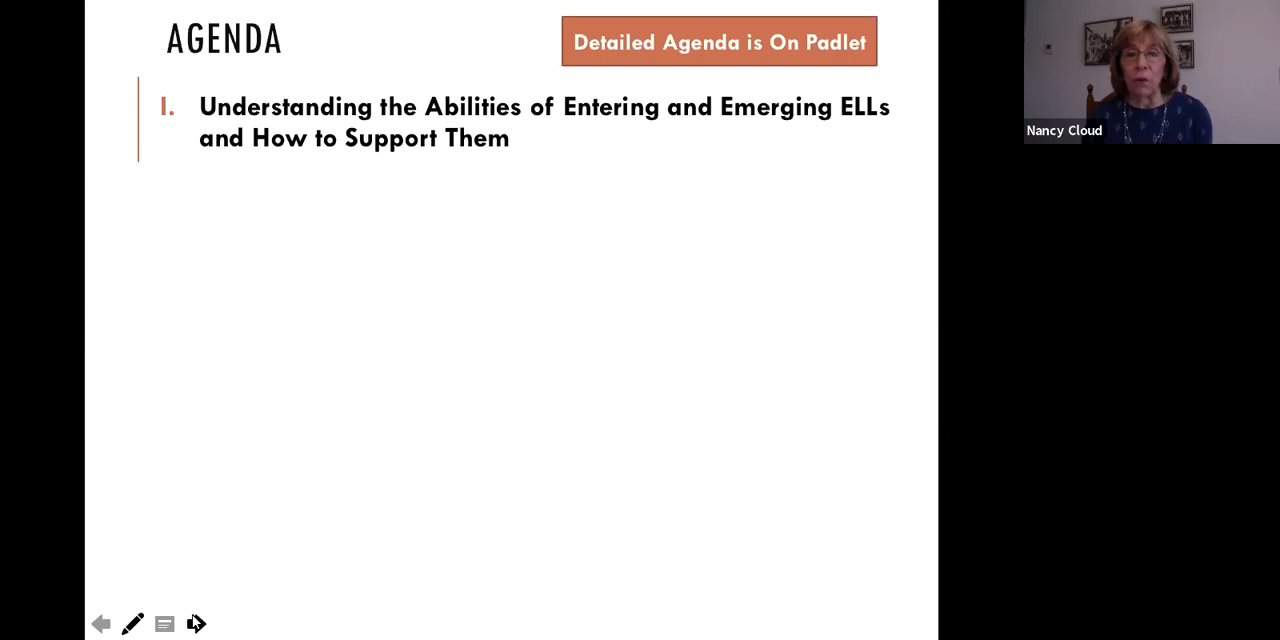 AGENDA
Detailed Agenda is On Padlet
I. Understanding the Abilities of Entering and Emerging ELLs
and How to Support Them
Nancy Cloud